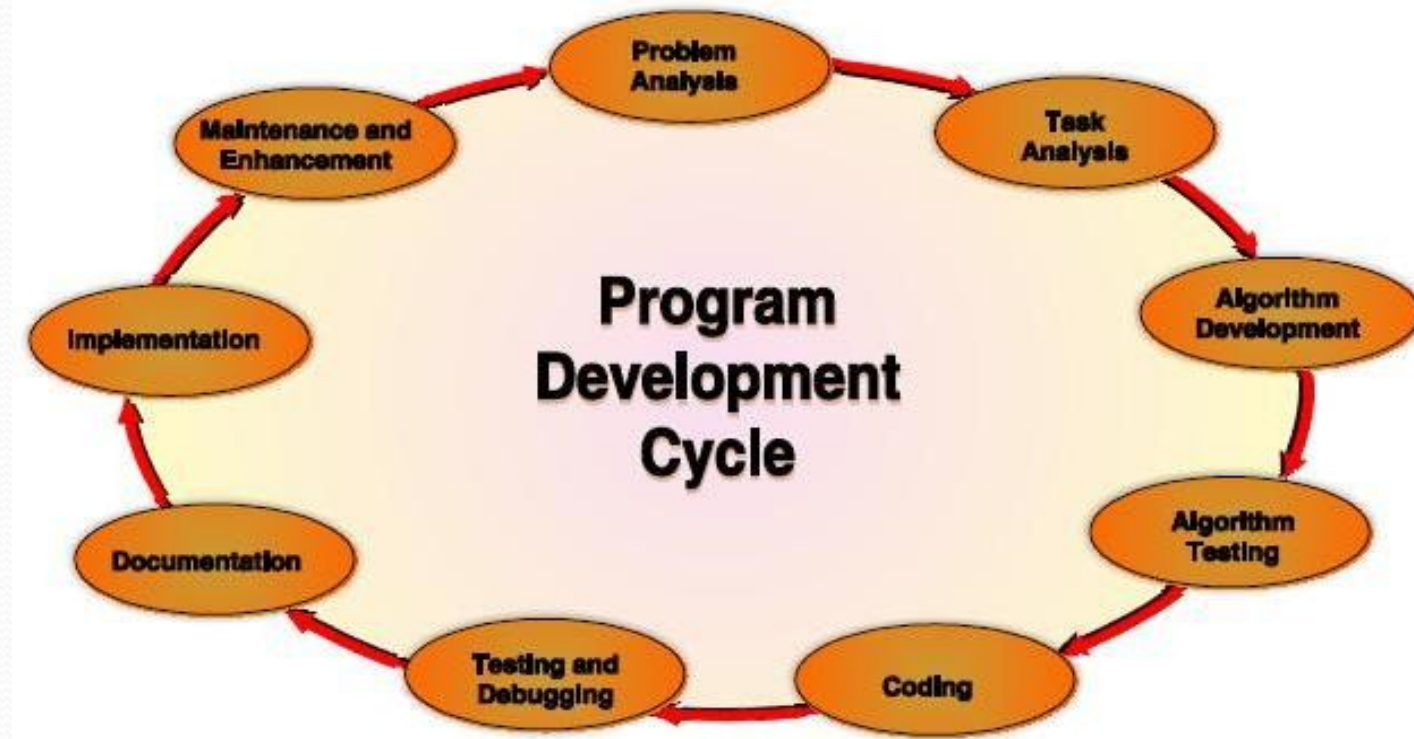 Problem
Analysis
Task
Analysis
Algorithm
Development
Algorithm
Testing
Coding
Testing and
Debugging
Documentation
Implementation
Maintenance and
Enhancement
Program
Development
Cycle